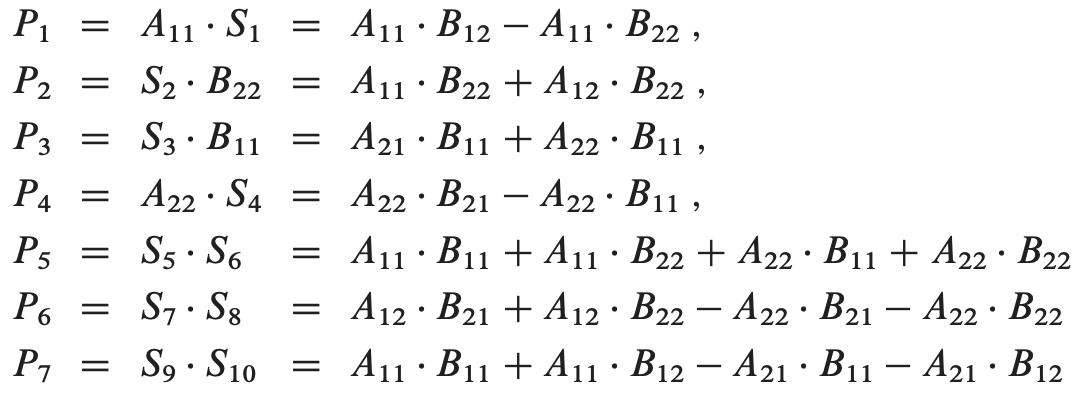 P₁ = A₁₁ · S₁ = A₁₁ · B₁₂ − A₁₁ · B₂₂ ,
P₂ = S₂ · B₂₂ = A₁₁ · B₂₂ + A₁₂ · B₂₂ ,
P₃ = S₃ · B₁₁ = A₂₁ · B₁₁ + A₂₂ · B₁₁ ,
P₄ = A₂₂ · S₄ = A₂₂ · B₂₁ − A₂₂ · B₁₁ ,
P₅ = S₅ · S₆ = A₁₁ · B₁₁ + A₁₁ · B₂₂ + A₂₂ · B₁₁ + A₂₂ · B₂₂
P₆ = S₇ · S₈ = A₁₂ · B₂₁ + A₁₂ · B₂₂ − A₂₂ · B₂₁ − A₂₂ · B₂₂
P₇ = S₉ · S₁₀ = A₁₁ · B₁₁ + A₁₁ · B₁₂ − A₂₁ · B₁₁ − A₂₁ · B₁₂